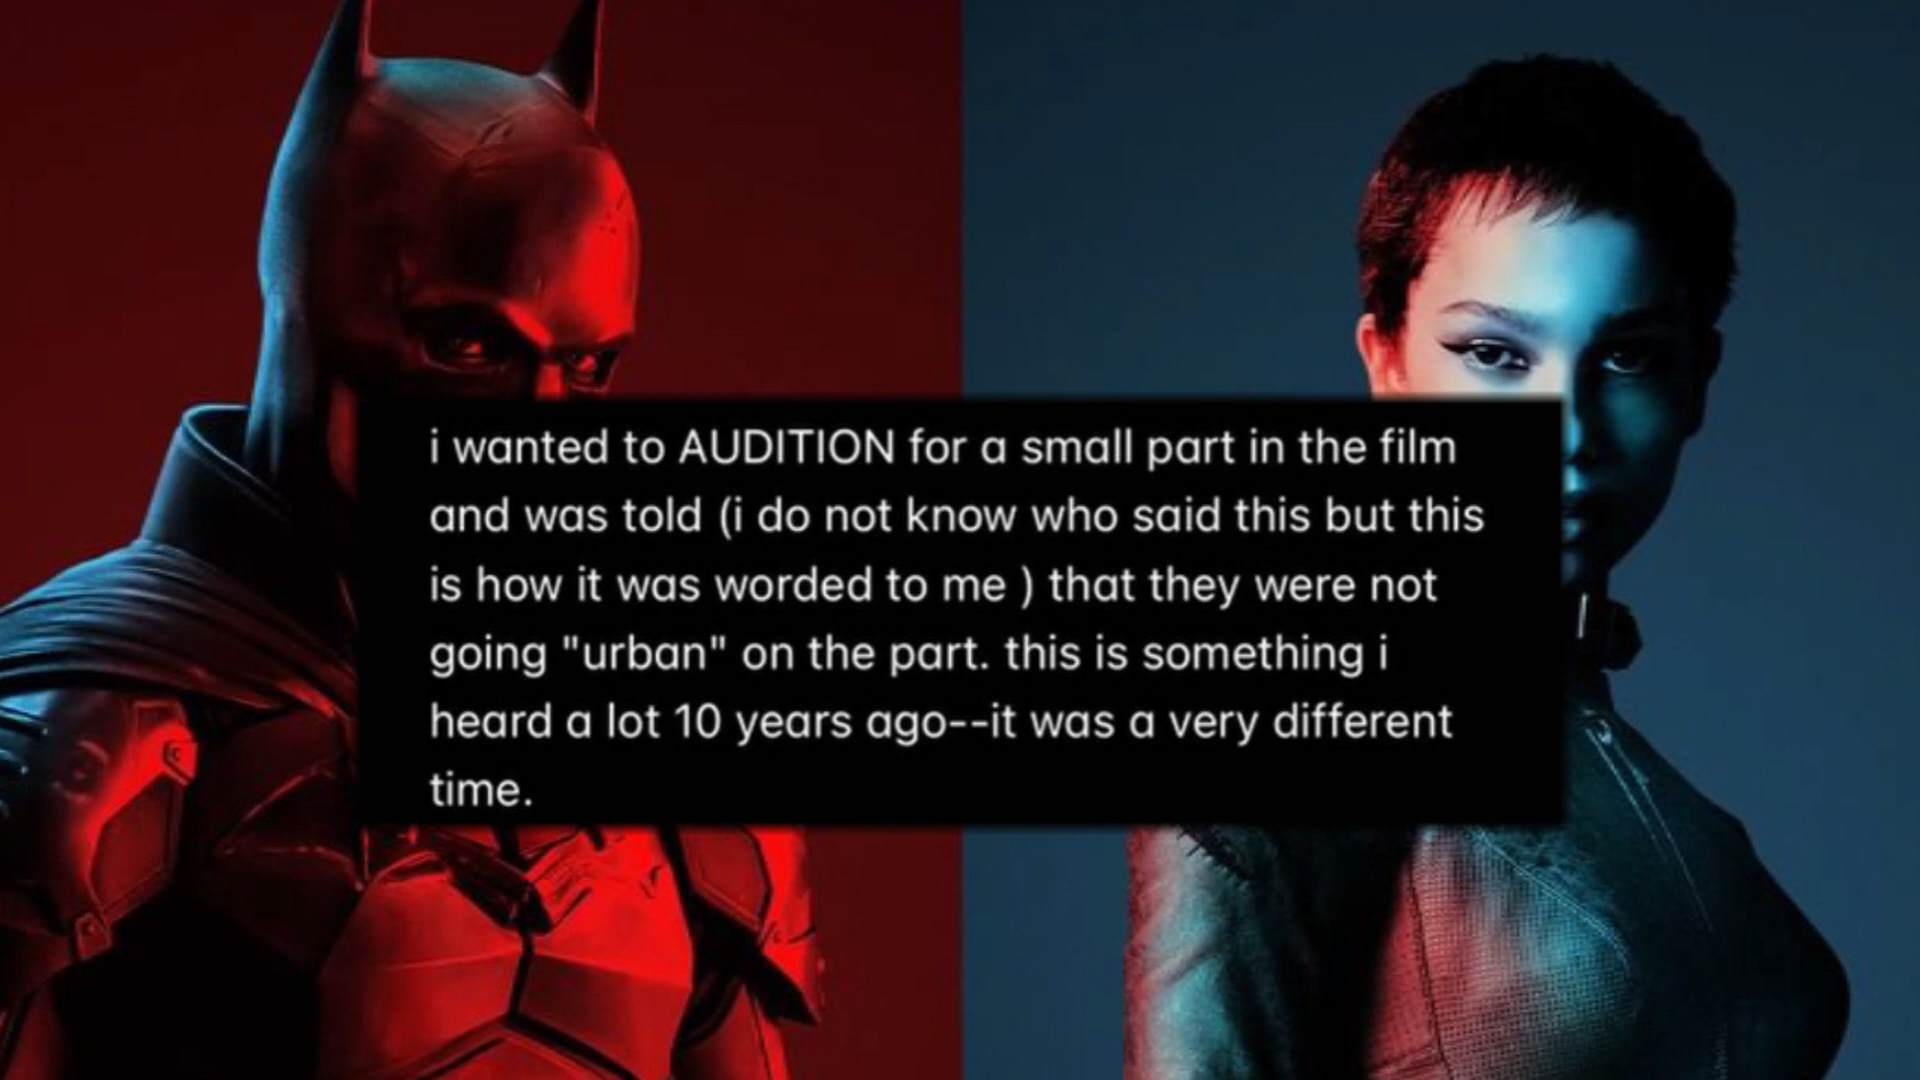 i wanted to AUDITION for a small part in the film
and was told (i do not know who said this but this
is how it was worded to me ) that they were not
going "urban" on the part. this is something i
heard a lot 10 years ago--it was a very different
time.